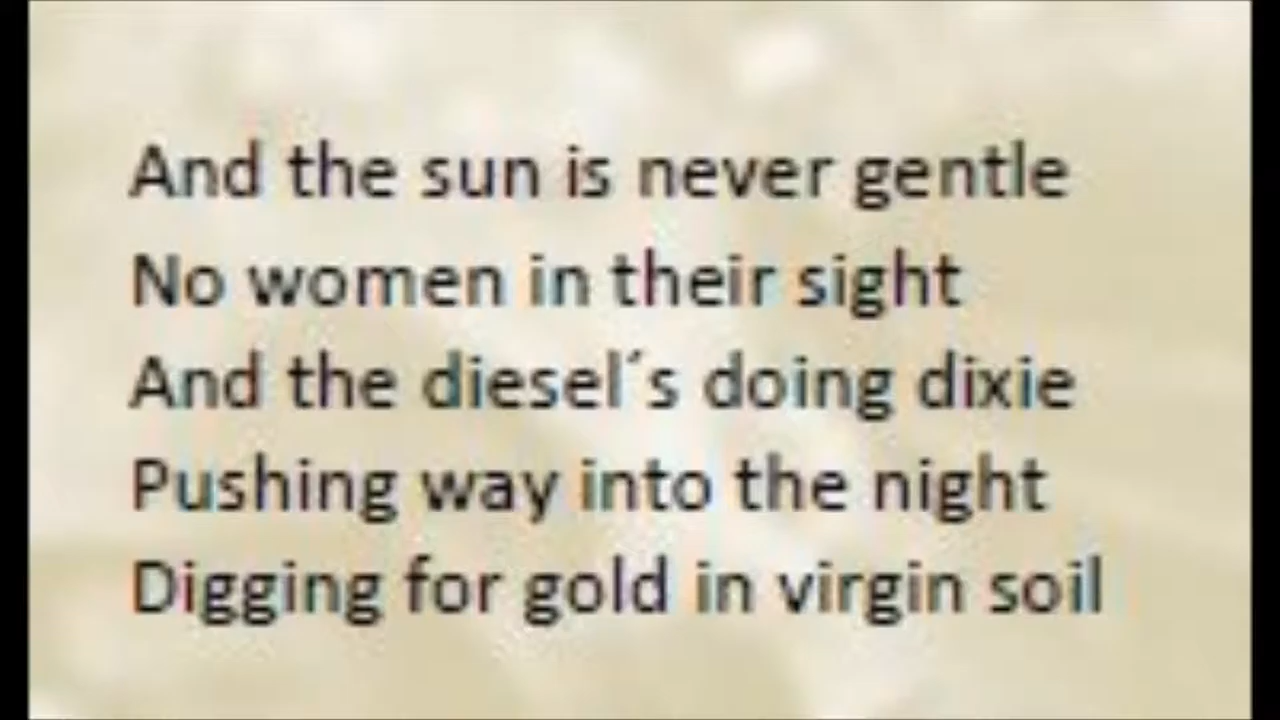 And the sun is never gentle
No women in their sight
And the diesel´s doing dixie
Pushing way into the night
Digging for gold in virgin soil